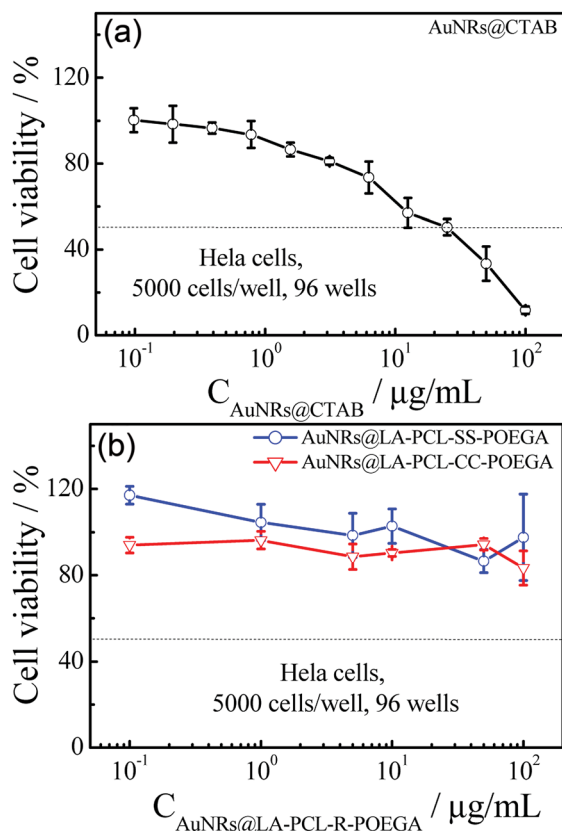 (a)
AuNRs@CTAB
Cell viability / %
120
80
40
0
Hela cells,
5000 cells/well, 96 wells
10⁻¹ 10⁰ 10¹ 10²
C AuNRs@CTAB / μg/mL
(b)
AuNRs@LA-PCL-SS-POEGA
AuNRs@LA-PCL-CC-POEGA
Cell viability / %
120
80
40
0
Hela cells,
5000 cells/well, 96 wells
10⁻¹ 10⁰ 10¹ 10²
C AuNRs@LA-PCL-R-POEGA / μg/mL